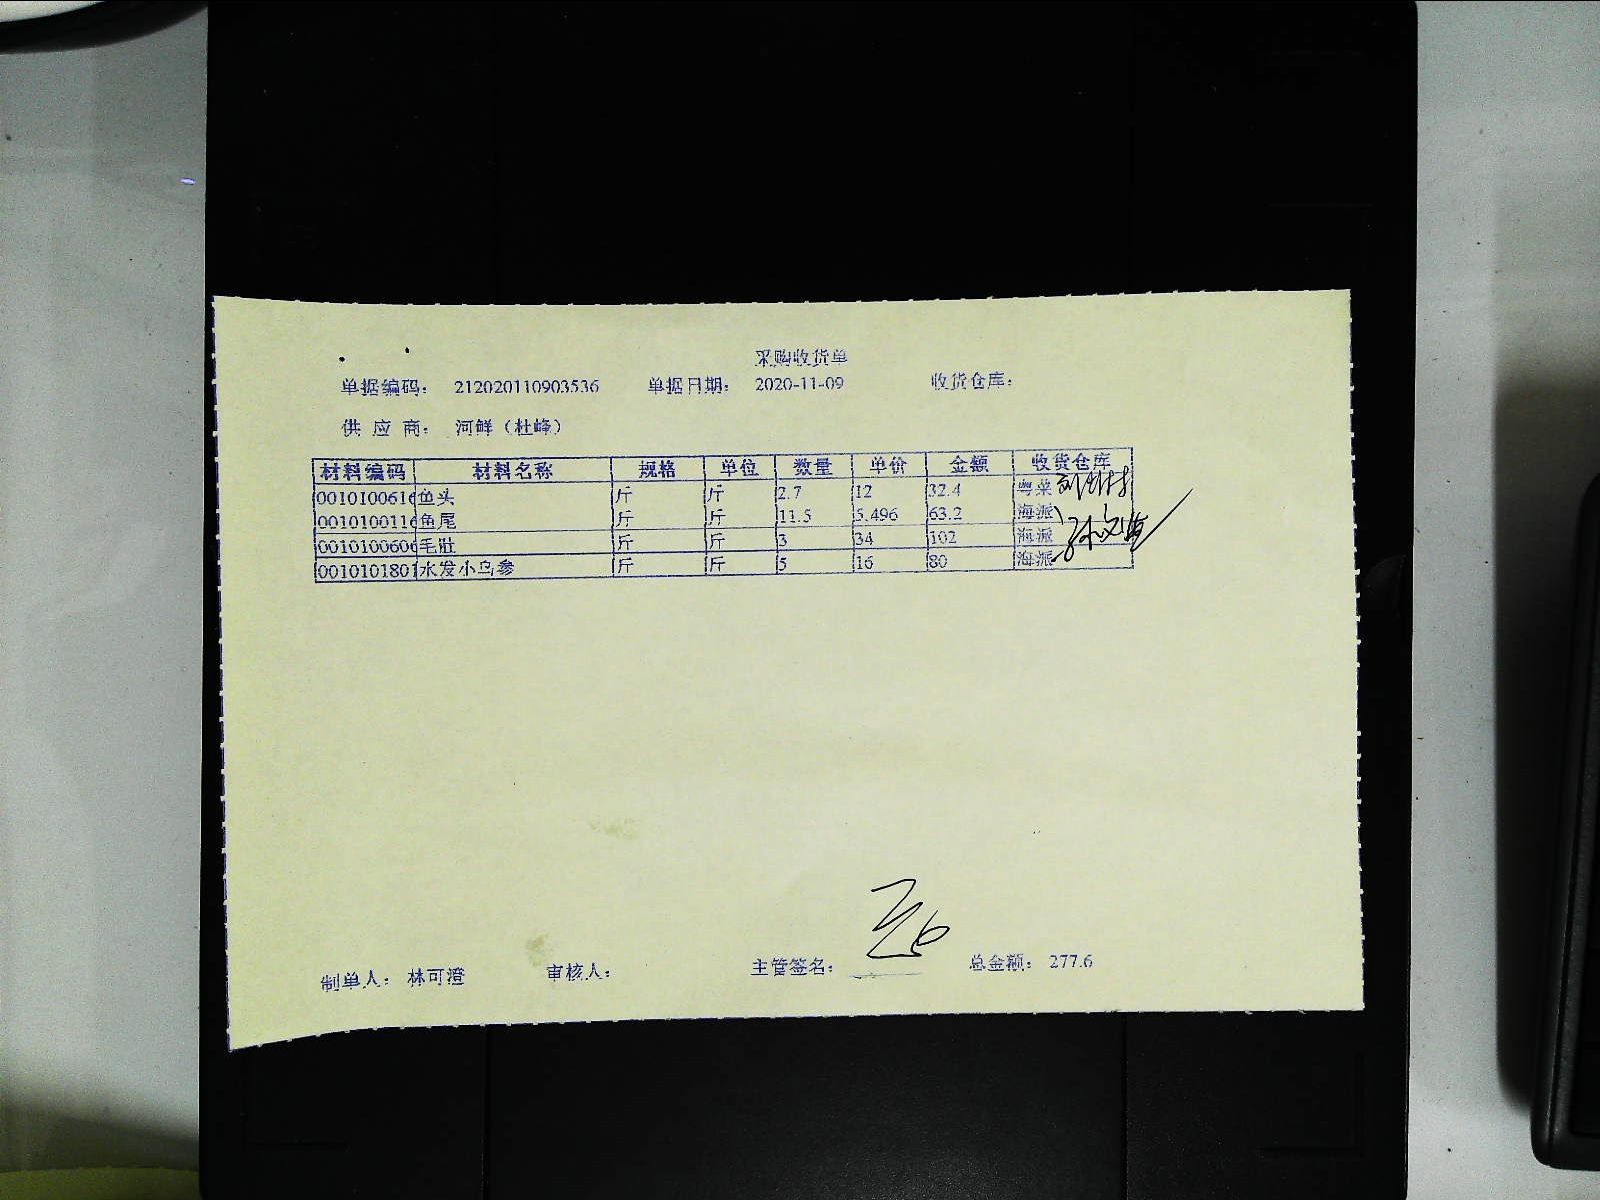 采购收货单
单据编码： 212020110903536 单据日期： 2020-11-09 收货仓库：
供应商： 河鲜（杜峰）
材料编码 材料名称 规格 单位 数量 单价 金额 收货仓库
0010100616 鱼头 斤 斤 2.7 12 32.4 粤菜
0010100116 鱼尾 斤 斤 11.5 5.496 63.2 海派
0010100606 毛肚 斤 斤 3 34 102 海派
0010101801 水发小乌参 斤 斤 5 16 80 海派
制单人： 林可澄 审核人： 主管签名： 总金额： 277.6